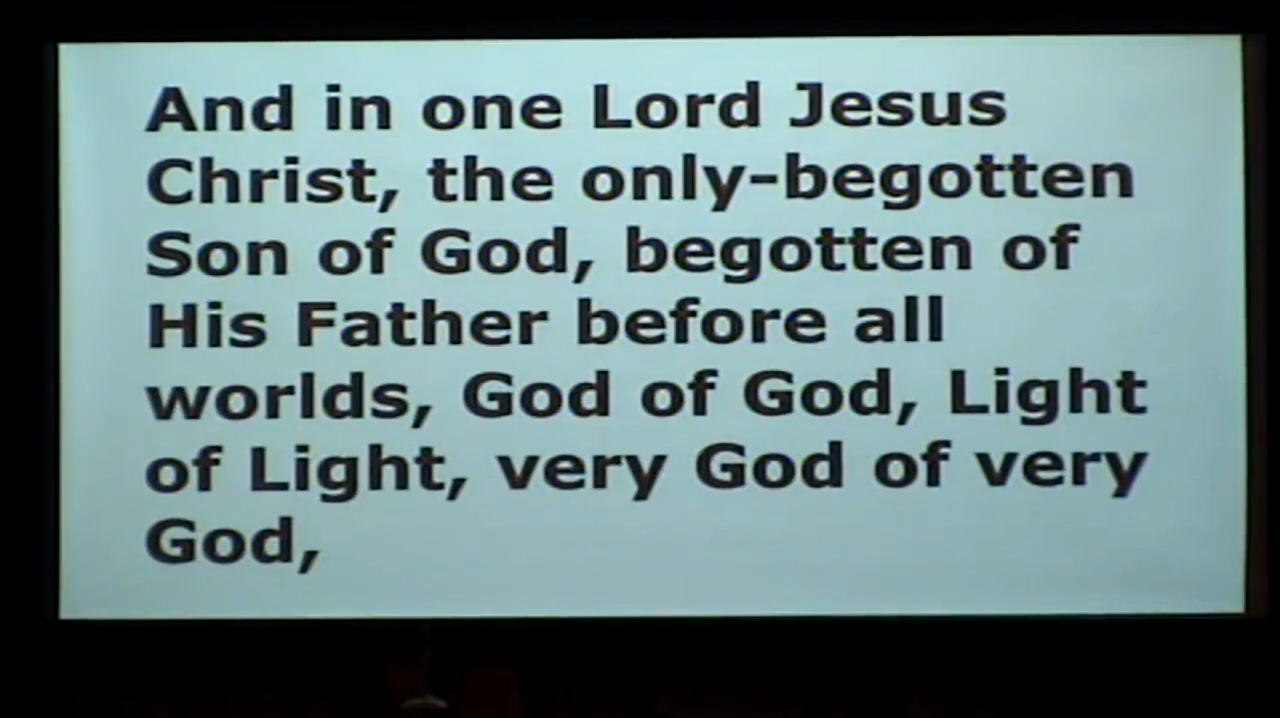 And in one Lord Jesus
Christ, the only-begotten
Son of God, begotten of
His Father before all
worlds, God of God, Light
of Light, very God of very
God,